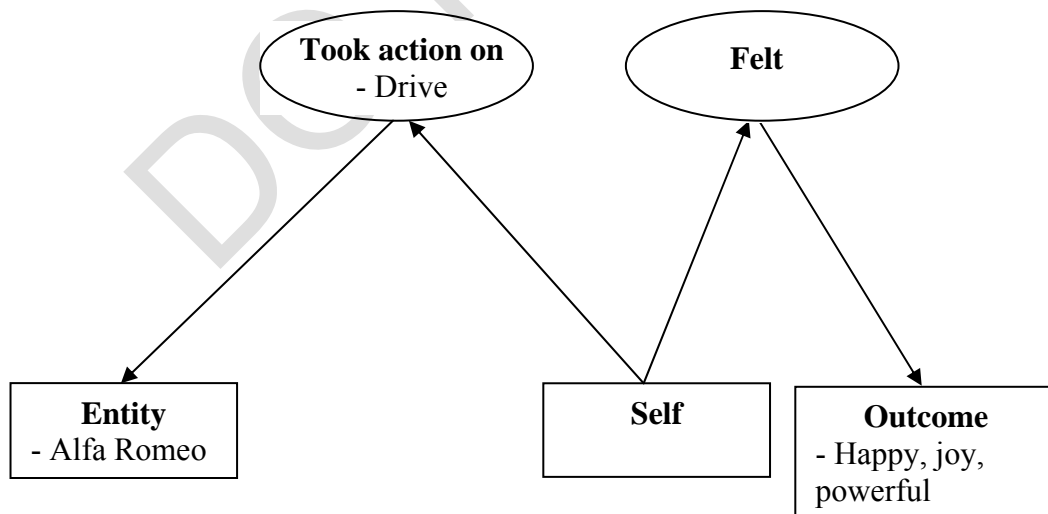 Took action on
- Drive
Felt
Entity
- Alfa Romeo
Self
Outcome
- Happy, joy,
powerful